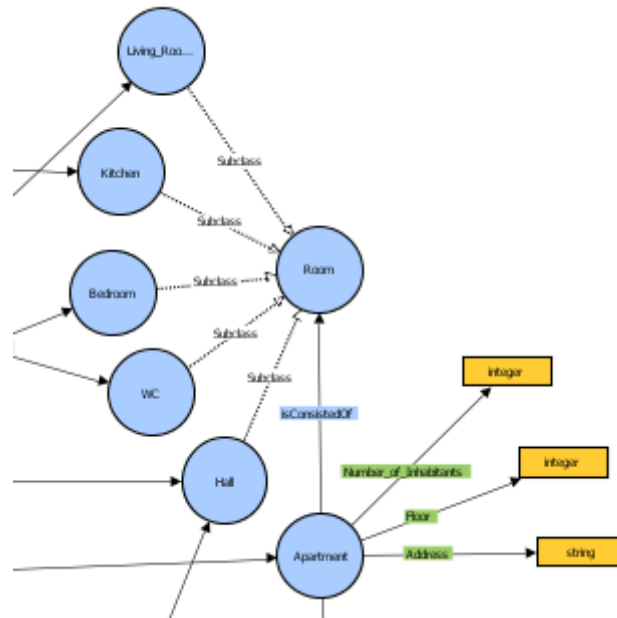 Living_Roo....
Subclass
Kitchen
Subclass
Room
Bedroom
Subclass
Subclass
WC
Subclass
integer
isConsistedOf
Number_of_Inhabitants
integer
Hall
Floor
Apartment
Address
string